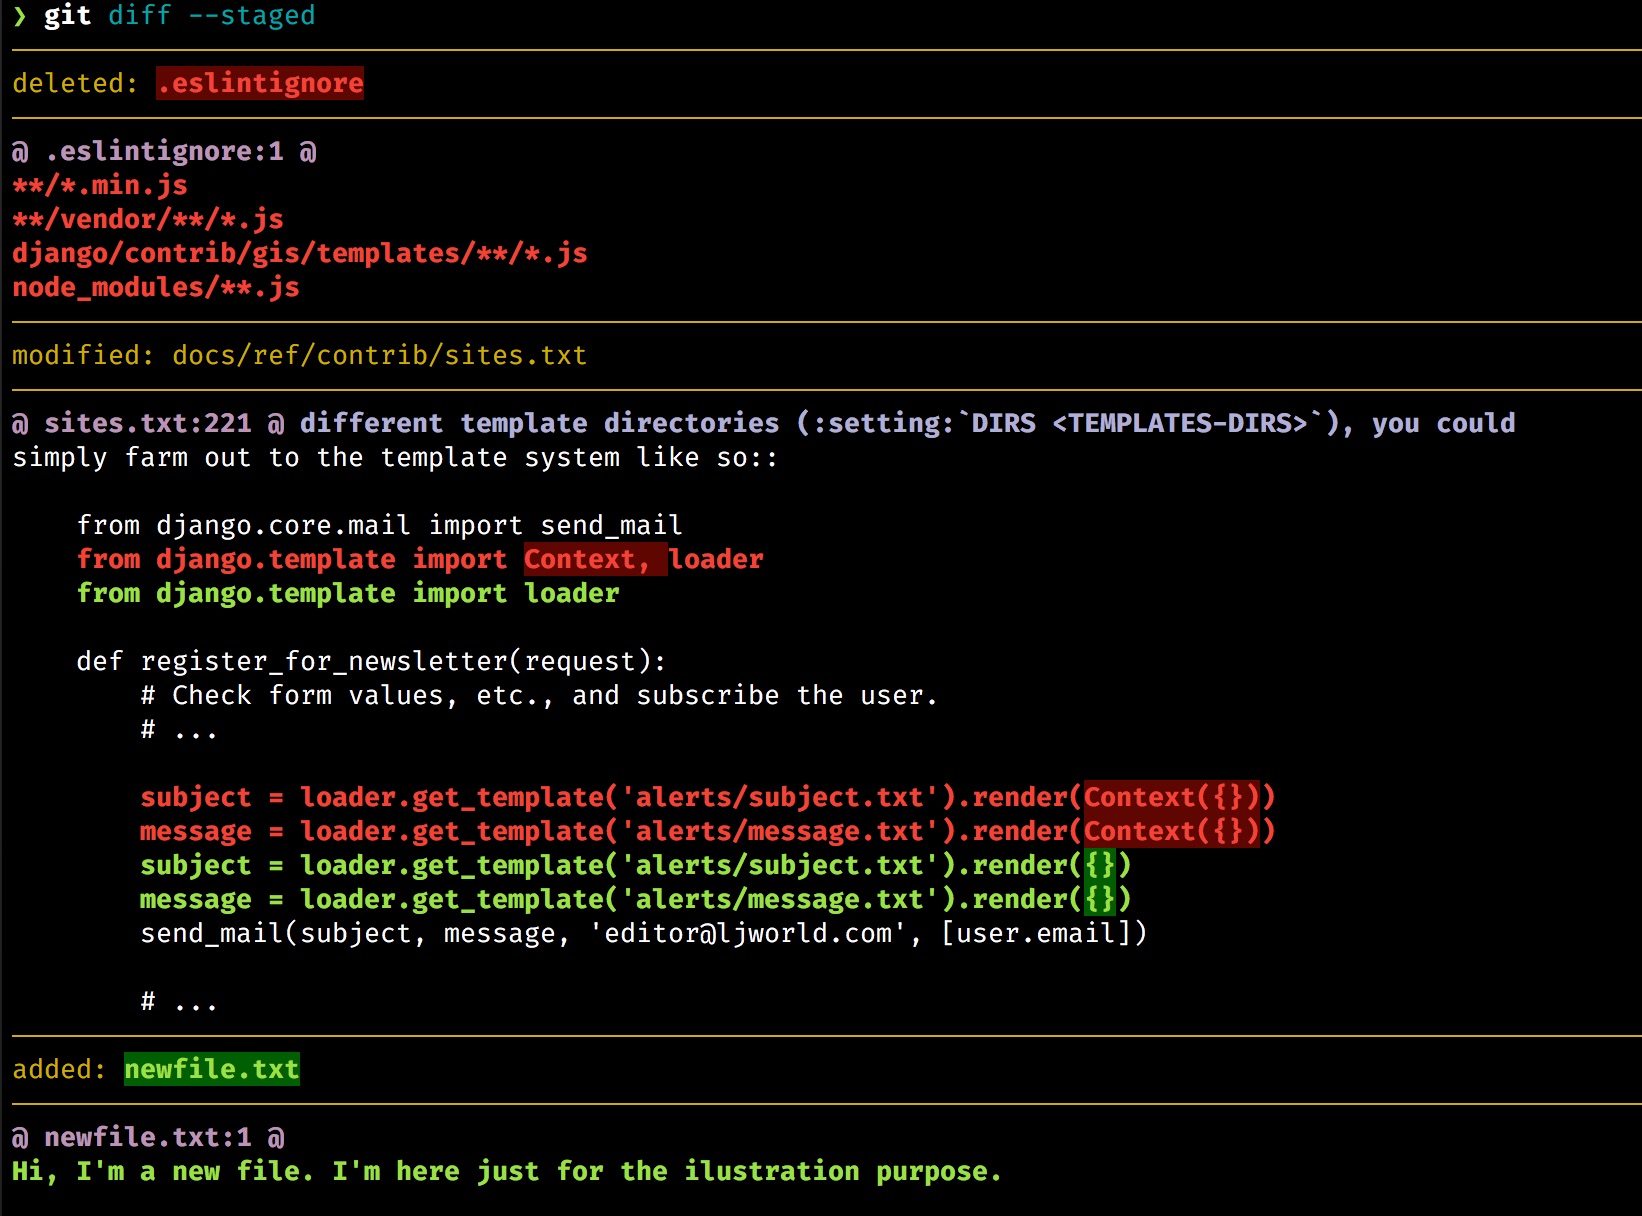 ❯ git diff --staged
deleted: .eslintignore
@ .eslintignore:1 @
**/*.min.js
**/vendor/**/*.js
django/contrib/gis/templates/**/*.js
node_modules/**.js
modified: docs/ref/contrib/sites.txt
@ sites.txt:221 @ different template directories (:setting:`DIRS <TEMPLATES-DIRS>`), you could
simply farm out to the template system like so::
    from django.core.mail import send_mail
    from django.template import Context, loader
    from django.template import loader
    def register_for_newsletter(request):
        # Check form values, etc., and subscribe the user.
        # ...
        subject = loader.get_template('alerts/subject.txt').render(Context({}))
        message = loader.get_template('alerts/message.txt').render(Context({}))
        subject = loader.get_template('alerts/subject.txt').render({})
        message = loader.get_template('alerts/message.txt').render({})
        send_mail(subject, message, 'editor@ljworld.com', [user.email])
        # ...
added: newfile.txt
@ newfile.txt:1 @
Hi, I'm a new file. I'm here just for the ilustration purpose.